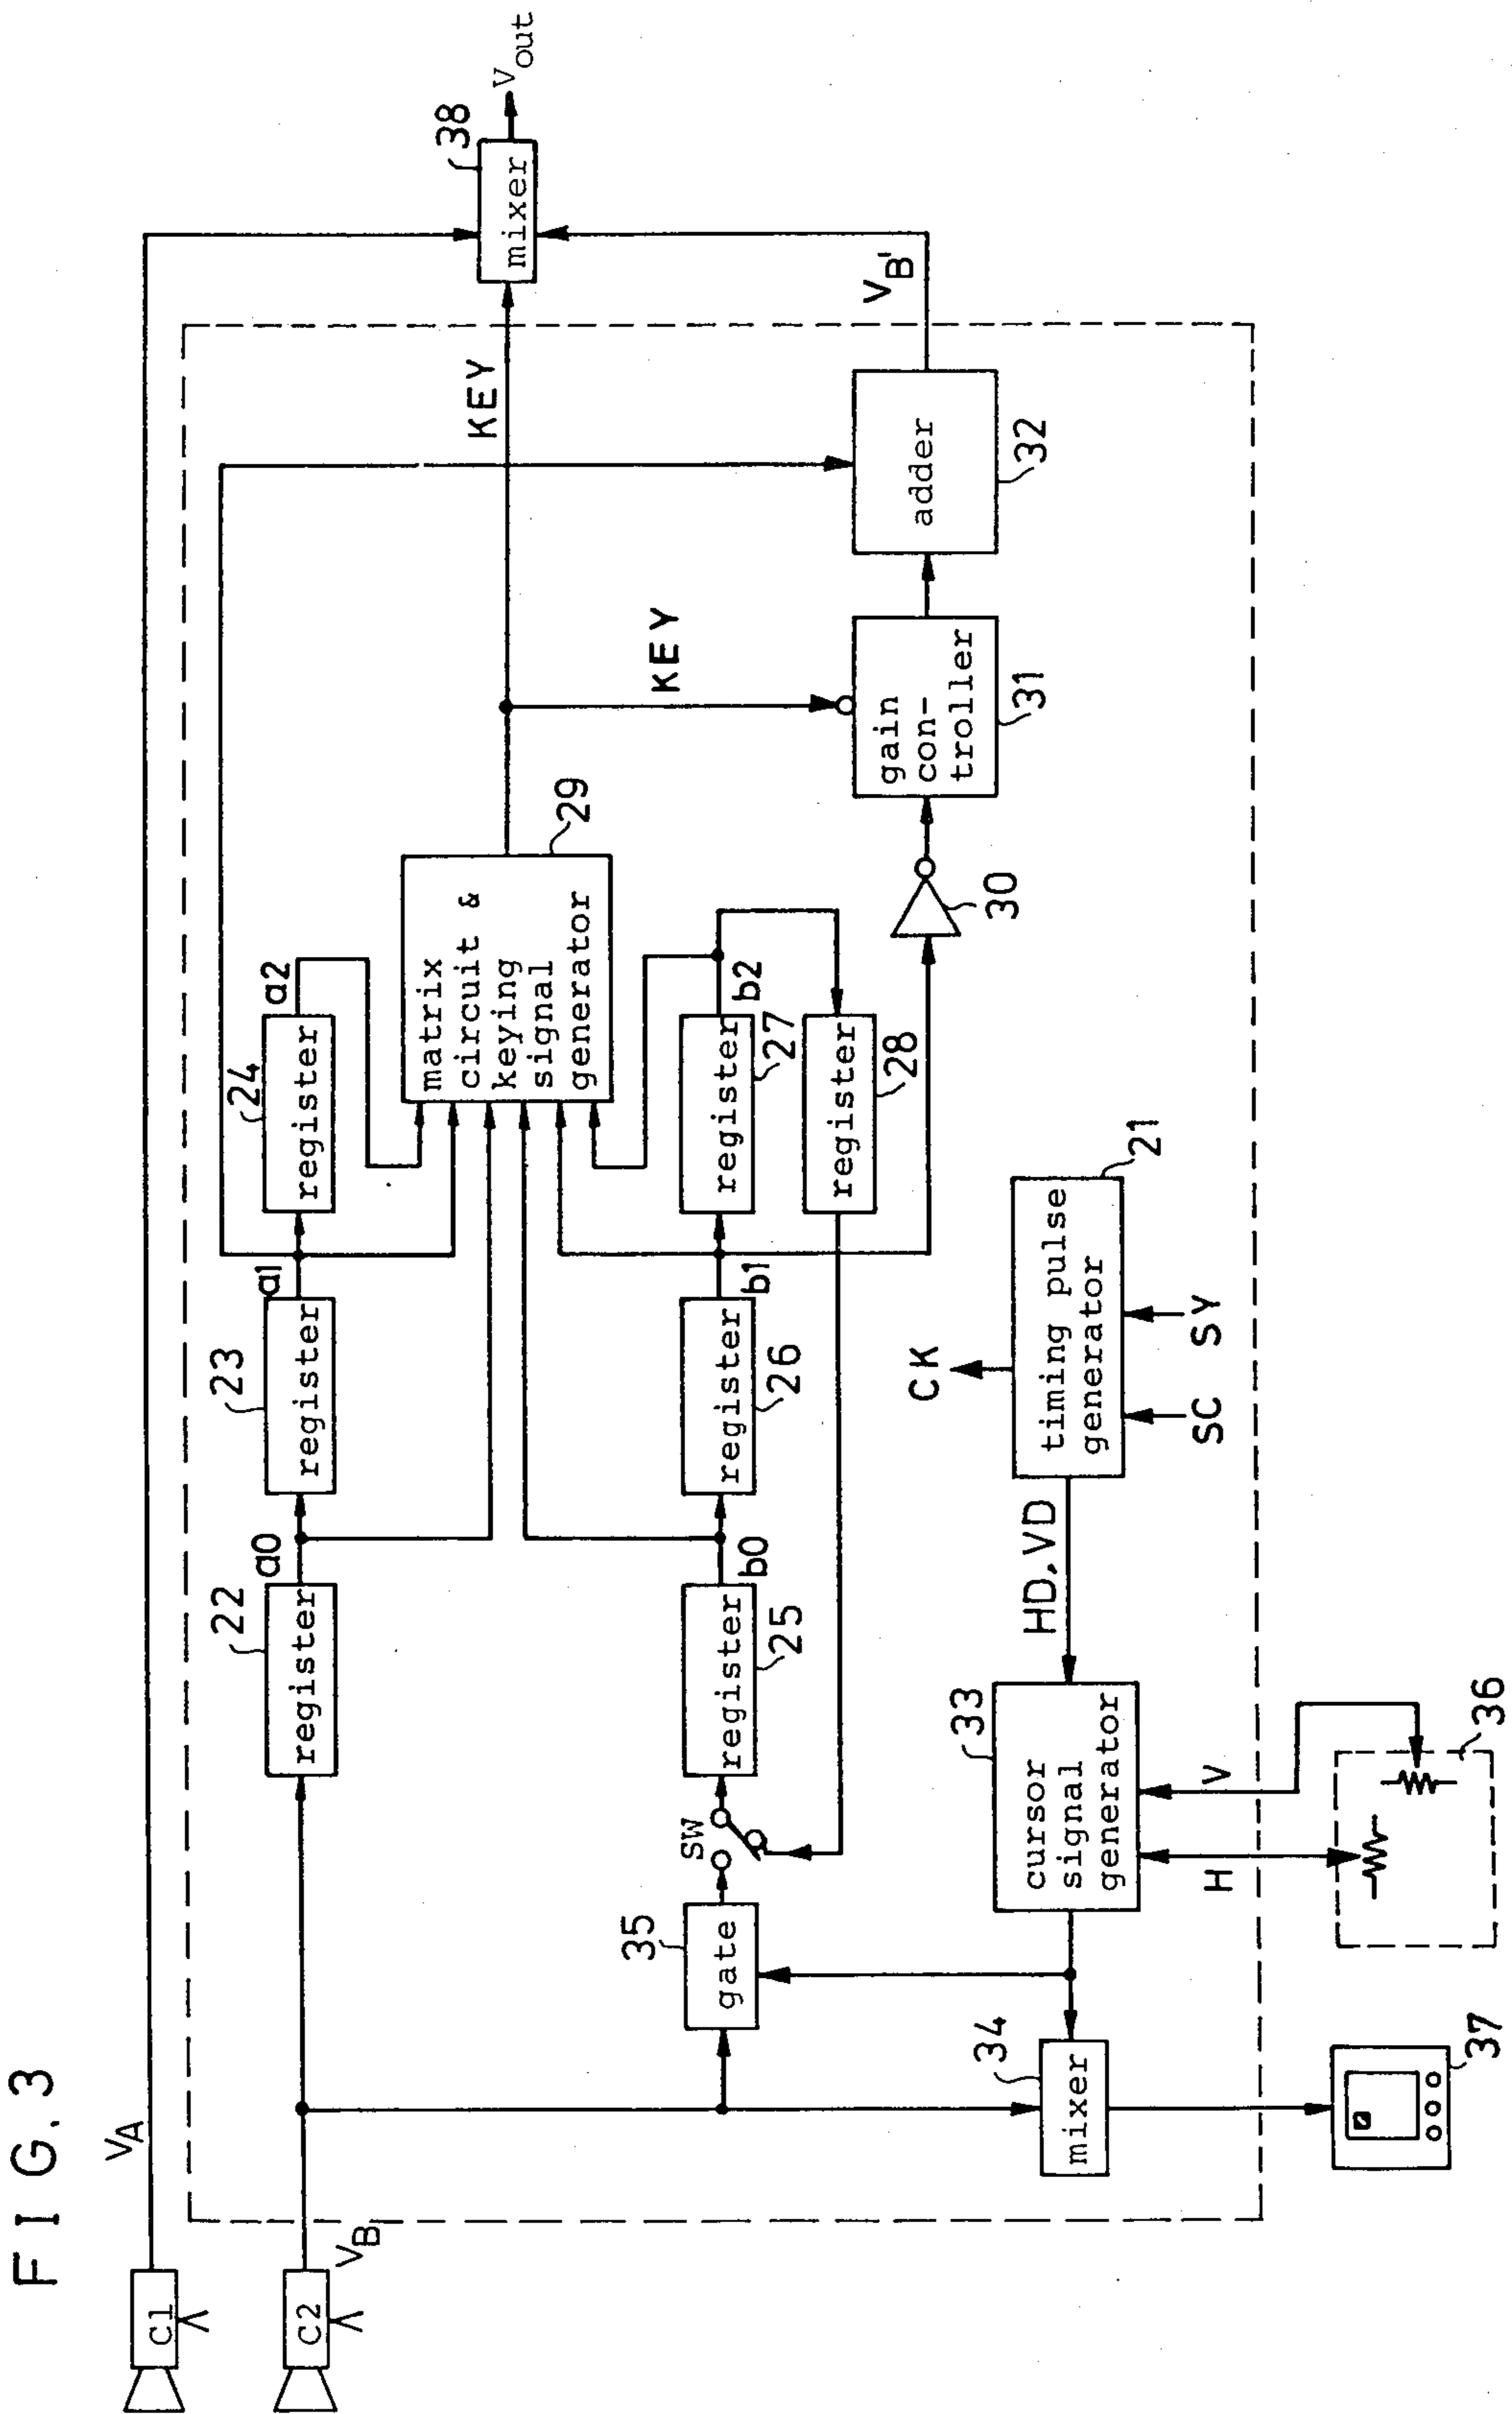 FIG. 3
C1
VA
C2
VB
22
register
a0
23
register
a1
24
register
a2
matrix
circuit &
keying
signal
generator
29
KEY
38
mixer
Vout
35
gate
SW
25
register
b0
26
register
b1
register
27
b2
register
28
30
KEY
gain
con-
troller
31
adder
32
VB'
34
mixer
33
cursor
signal
generator
HD, VD
CK
timing pulse
generator
21
SC
SY
H
V
36
37